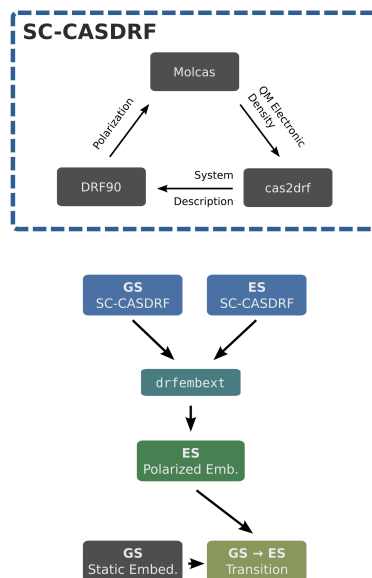 SC-CASDRF
Molcas
Polarization
QM Electronic
Density
DRF90
System
Description
cas2drf
GS
SC-CASDRF
ES
SC-CASDRF
drfembext
ES
Polarized Emb.
GS
Static Embed.
GS → ES
Transition